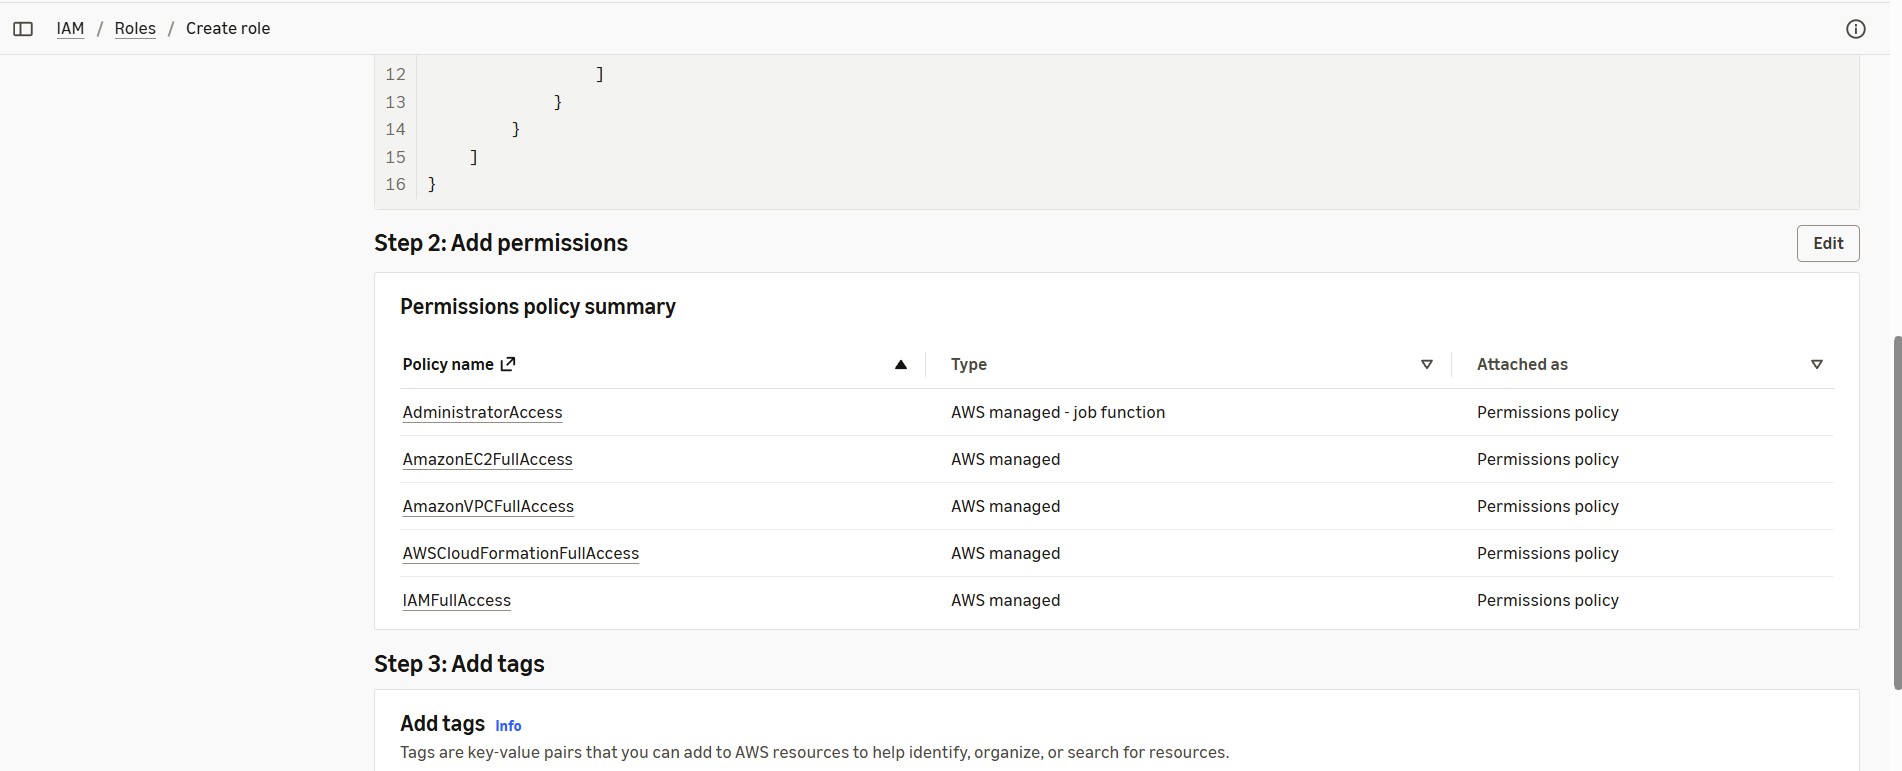 IAM / Roles / Create role
12 ]
13 }
14 }
15 ]
16 }
Step 2: Add permissions
Edit
Permissions policy summary
Policy name Type Attached as
AdministratorAccess AWS managed - job function Permissions policy
AmazonEC2FullAccess AWS managed Permissions policy
AmazonVPCFullAccess AWS managed Permissions policy
AWSCloudFormationFullAccess AWS managed Permissions policy
IAMFullAccess AWS managed Permissions policy
Step 3: Add tags
Add tags Info
Tags are key-value pairs that you can add to AWS resources to help identify, organize, or search for resources.